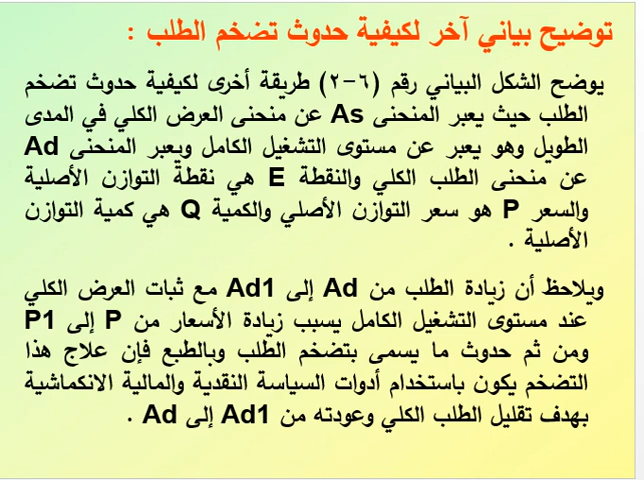 توضيح بياني آخر لكيفية حدوث تضخم الطلب :
يوضح الشكل البياني رقم (٦-٢) طريقة أخرى لكيفية حدوث تضخم
الطلب حيث يعبر المنحنى As عن منحنى العرض الكلي في المدى
الطويل وهو يعبر عن مستوى التشغيل الكامل ويعبر المنحنى Ad
عن منحنى الطلب الكلي والنقطة E هي نقطة التوازن الأصلية
والسعر P هو سعر التوازن الأصلي والكمية Q هي كمية التوازن
الأصلية .
ويلاحظ أن زيادة الطلب من Ad إلى Ad1 مع ثبات العرض الكلي
عند مستوى التشغيل الكامل يسبب زيادة الأسعار من P إلى P1
ومن ثم حدوث ما يسمى بتضخم الطلب وبالطبع فإن علاج هذا
التضخم يكون باستخدام أدوات السياسة النقدية والمالية الانكماشية
بهدف تقليل الطلب الكلي وعودته من Ad1 إلى Ad .